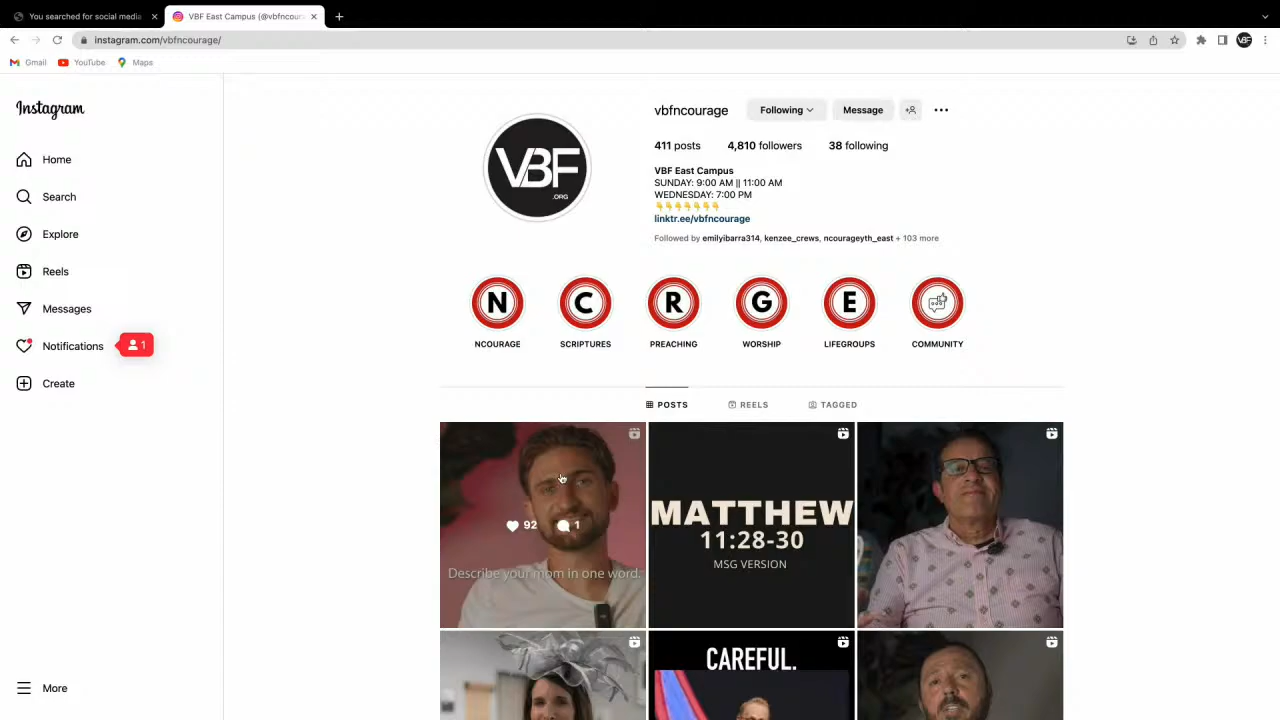 You searched for social media
VBF East Campus (@vbfncour
instagram.com/vbfncourage/
VBF
Gmail
YouTube
Maps
Instagram
Home
Search
Explore
Reels
Messages
Notifications
1
Create
More
VBF
.ORG
vbfncourage
Following
Message
411 posts
4,810 followers
38 following
VBF East Campus
SUNDAY: 9:00 AM || 11:00 AM
WEDNESDAY: 7:00 PM
👇👇👇👇👇👇👇
linktr.ee/vbfncourage
Followed by emilyibarra314, kenzee_crews, ncourageyth_east + 103 more
N
C
R
G
E
NCOURAGE
SCRIPTURES
PREACHING
WORSHIP
LIFEGROUPS
COMMUNITY
POSTS
REELS
TAGGED
92
1
Describe your mom in one word.
MATTHEW
11:28-30
MSG VERSION
CAREFUL.